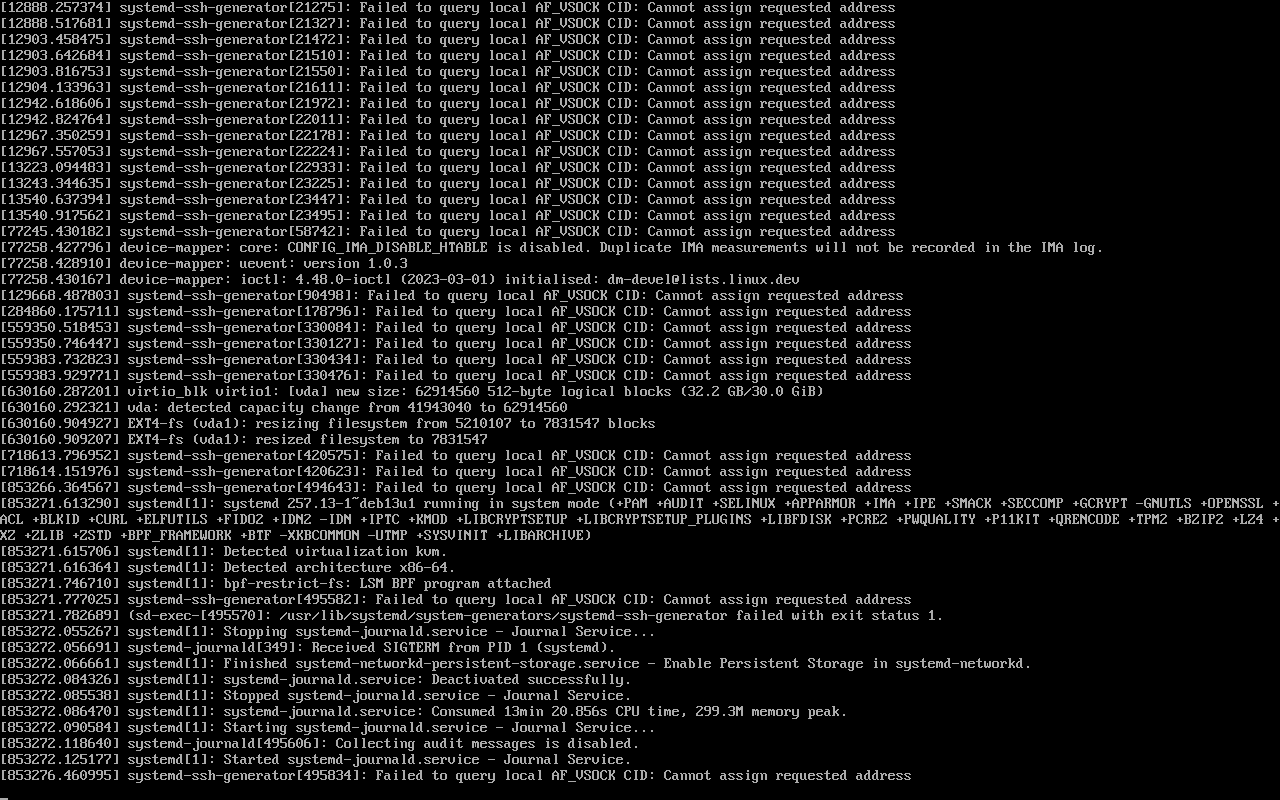 [12888.257374] systemd-ssh-generator[21275]: Failed to query local AF_VSOCK CID: Cannot assign requested address
[12888.517681] systemd-ssh-generator[21327]: Failed to query local AF_VSOCK CID: Cannot assign requested address
[12903.458475] systemd-ssh-generator[21472]: Failed to query local AF_VSOCK CID: Cannot assign requested address
[12903.642684] systemd-ssh-generator[21510]: Failed to query local AF_VSOCK CID: Cannot assign requested address
[12903.816753] systemd-ssh-generator[21550]: Failed to query local AF_VSOCK CID: Cannot assign requested address
[12904.133963] systemd-ssh-generator[21611]: Failed to query local AF_VSOCK CID: Cannot assign requested address
[12942.618606] systemd-ssh-generator[21972]: Failed to query local AF_VSOCK CID: Cannot assign requested address
[12942.824764] systemd-ssh-generator[22011]: Failed to query local AF_VSOCK CID: Cannot assign requested address
[12967.350259] systemd-ssh-generator[22178]: Failed to query local AF_VSOCK CID: Cannot assign requested address
[12967.557053] systemd-ssh-generator[22224]: Failed to query local AF_VSOCK CID: Cannot assign requested address
[13223.094483] systemd-ssh-generator[22933]: Failed to query local AF_VSOCK CID: Cannot assign requested address
[13243.344635] systemd-ssh-generator[23225]: Failed to query local AF_VSOCK CID: Cannot assign requested address
[13540.637394] systemd-ssh-generator[23447]: Failed to query local AF_VSOCK CID: Cannot assign requested address
[13540.917562] systemd-ssh-generator[23495]: Failed to query local AF_VSOCK CID: Cannot assign requested address
[77245.430182] systemd-ssh-generator[58742]: Failed to query local AF_VSOCK CID: Cannot assign requested address
[77258.427796] device-mapper: core: CONFIG_IMA_DISABLE_HTABLE is disabled. Duplicate IMA measurements will not be recorded in the IMA log.
[77258.428910] device-mapper: uevent: version 1.0.3
[77258.430167] device-mapper: ioctl: 4.48.0-ioctl (2023-03-01) initialised: dm-devel@lists.linux.dev
[129668.487803] systemd-ssh-generator[90498]: Failed to query local AF_VSOCK CID: Cannot assign requested address
[284860.175711] systemd-ssh-generator[178796]: Failed to query local AF_VSOCK CID: Cannot assign requested address
[559350.518453] systemd-ssh-generator[330084]: Failed to query local AF_VSOCK CID: Cannot assign requested address
[559350.746447] systemd-ssh-generator[330127]: Failed to query local AF_VSOCK CID: Cannot assign requested address
[559383.732823] systemd-ssh-generator[330434]: Failed to query local AF_VSOCK CID: Cannot assign requested address
[559383.929771] systemd-ssh-generator[330476]: Failed to query local AF_VSOCK CID: Cannot assign requested address
[630160.287201] virtio_blk virtio1: [vda] new size: 62914560 512-byte logical blocks (32.2 GB/30.0 GiB)
[630160.292321] vda: detected capacity change from 41943040 to 62914560
[630160.904927] EXT4-fs (vda1): resizing filesystem from 5210107 to 7831547 blocks
[630160.909207] EXT4-fs (vda1): resized filesystem to 7831547
[718613.796952] systemd-ssh-generator[420575]: Failed to query local AF_VSOCK CID: Cannot assign requested address
[718614.151976] systemd-ssh-generator[420623]: Failed to query local AF_VSOCK CID: Cannot assign requested address
[853266.364567] systemd-ssh-generator[494643]: Failed to query local AF_VSOCK CID: Cannot assign requested address
[853271.613290] systemd[1]: systemd 257.13-1~deb13u1 running in system mode (+PAM +AUDIT +SELINUX +APPARMOR +IMA +IPE +SMACK +SECCOMP +GCRYPT -GNUTLS +OPENSSL +
ACL +BLKID +CURL +ELFUTILS +FIDO2 +IDN2 -IDN +IPTC +KMOD +LIBCRYPTSETUP +LIBCRYPTSETUP_PLUGINS +LIBFDISK +PCRE2 +PWQUALITY +P11KIT +QRENCODE +TPM2 +BZIP2 +LZ4 +
XZ +ZLIB +ZSTD +BPF_FRAMEWORK +BTF -XKBCOMMON -UTMP +SYSVINIT +LIBARCHIVE)
[853271.615706] systemd[1]: Detected virtualization kvm.
[853271.616364] systemd[1]: Detected architecture x86-64.
[853271.746710] systemd[1]: bpf-restrict-fs: LSM BPF program attached
[853271.777025] systemd-ssh-generator[495582]: Failed to query local AF_VSOCK CID: Cannot assign requested address
[853271.782689] (sd-exec-[495570]: /usr/lib/systemd/system-generators/systemd-ssh-generator failed with exit status 1.
[853272.055267] systemd[1]: Stopping systemd-journald.service - Journal Service...
[853272.056691] systemd-journald[349]: Received SIGTERM from PID 1 (systemd).
[853272.066661] systemd[1]: Finished systemd-networkd-persistent-storage.service - Enable Persistent Storage in systemd-networkd.
[853272.084326] systemd[1]: systemd-journald.service: Deactivated successfully.
[853272.085538] systemd[1]: Stopped systemd-journald.service - Journal Service.
[853272.086470] systemd[1]: systemd-journald.service: Consumed 13min 20.856s CPU time, 299.3M memory peak.
[853272.090584] systemd[1]: Starting systemd-journald.service - Journal Service...
[853272.118640] systemd-journald[495606]: Collecting audit messages is disabled.
[853272.125177] systemd[1]: Started systemd-journald.service - Journal Service.
[853276.460995] systemd-ssh-generator[495834]: Failed to query local AF_VSOCK CID: Cannot assign requested address